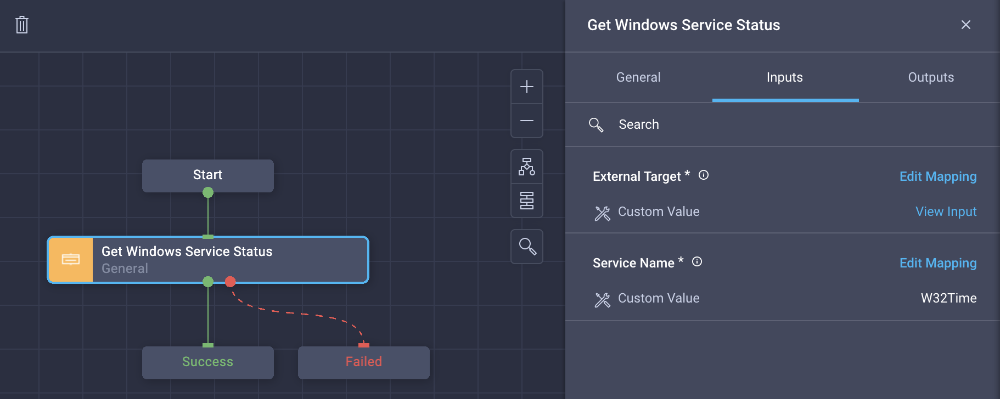 Get Windows Service Status
General
Inputs
Outputs
Search
External Target *
Edit Mapping
Custom Value
View Input
Service Name *
Edit Mapping
Custom Value
W32Time
Start
Get Windows Service Status
General
Success
Failed